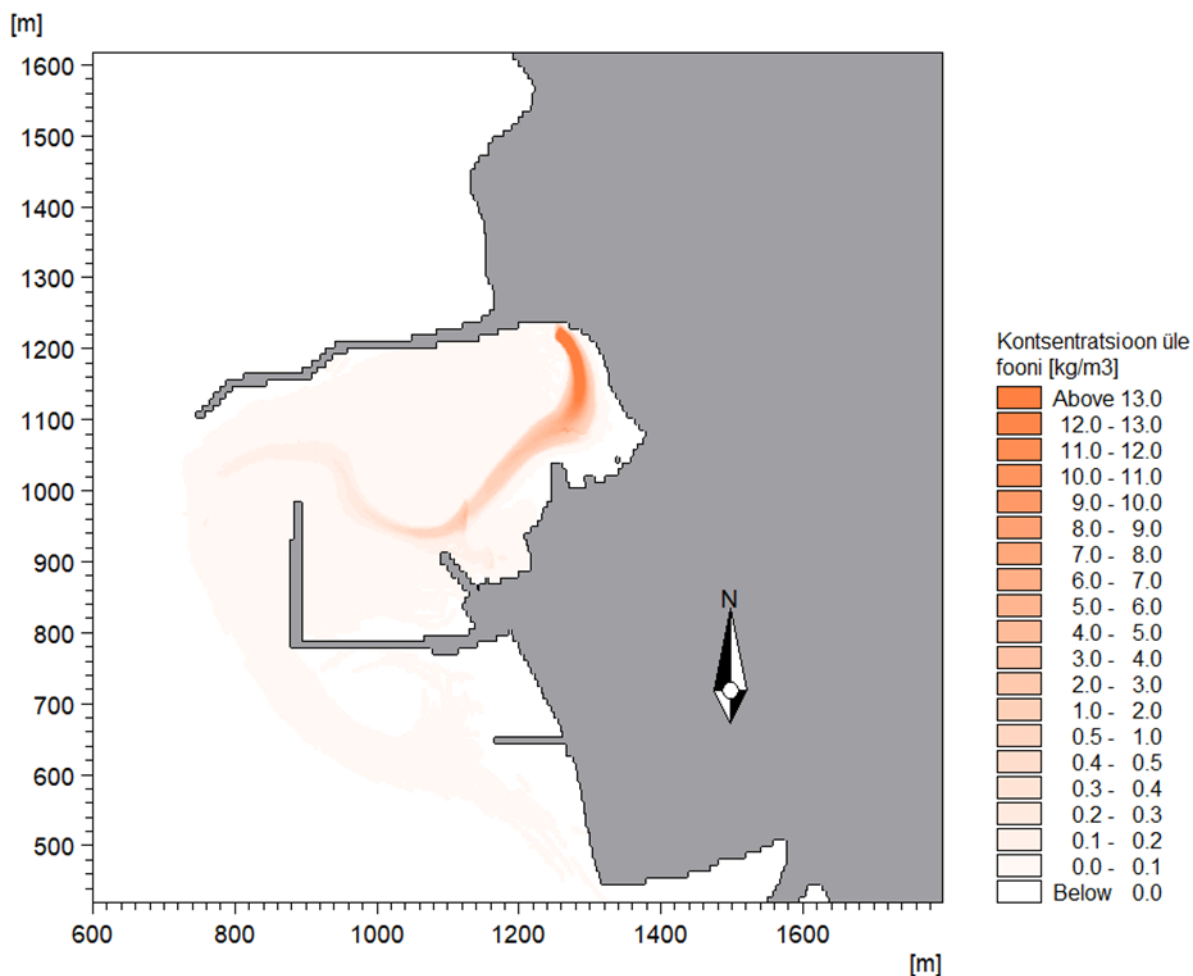 [m]
1600
1500
1400
1300
1200
1100
1000
900
800
700
600
500
600 800 1000 1200 1400 1600
[m]
N
Kontsentratsioon üle
fooni [kg/m3]
Above 13.0
12.0 - 13.0
11.0 - 12.0
10.0 - 11.0
9.0 - 10.0
8.0 - 9.0
7.0 - 8.0
6.0 - 7.0
5.0 - 6.0
4.0 - 5.0
3.0 - 4.0
2.0 - 3.0
1.0 - 2.0
0.5 - 1.0
0.4 - 0.5
0.3 - 0.4
0.2 - 0.3
0.1 - 0.2
0.0 - 0.1
Below 0.0